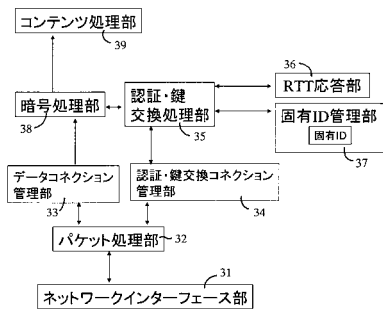 コンテンツ処理部
39
36
RTT応答部
認証・鍵
交換処理部
35
暗号処理部
38
固有ID管理部
固有ID
37
データコネクション
管理部
33
認証・鍵交換コネクション
管理部
34
パケット処理部
32
31
ネットワークインターフェース部